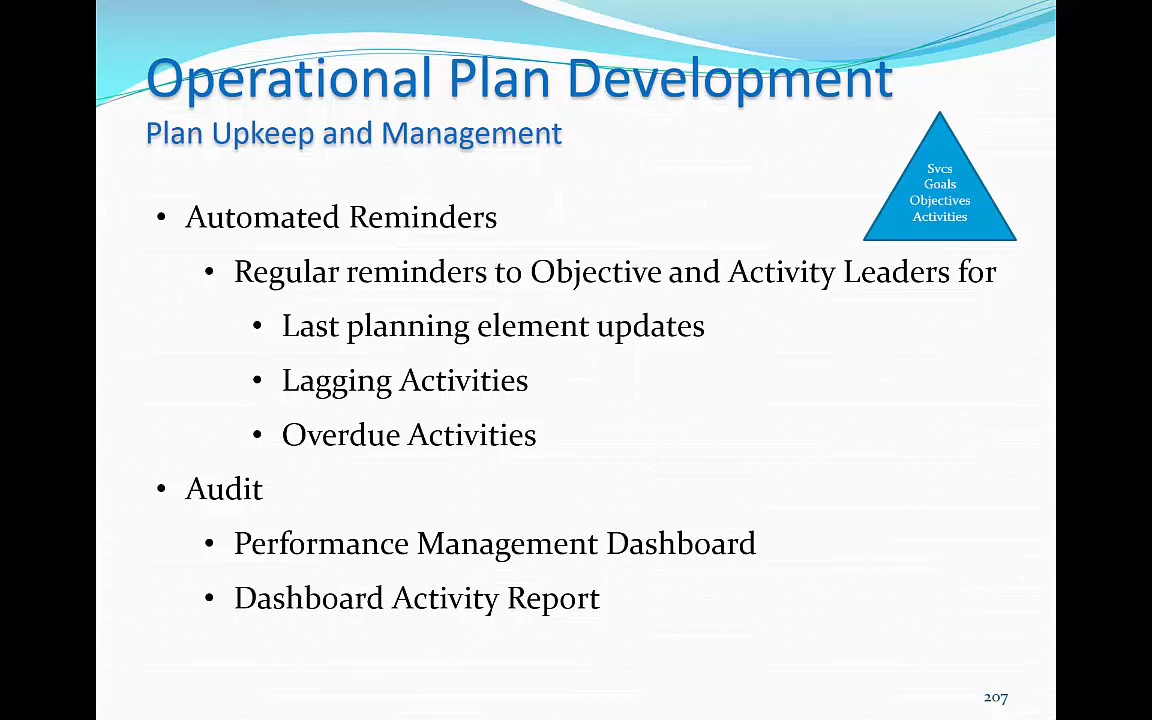 Operational Plan Development
Plan Upkeep and Management
Svcs
Goals
Objectives
Activities
• Automated Reminders
• Regular reminders to Objective and Activity Leaders for
• Last planning element updates
• Lagging Activities
• Overdue Activities
• Audit
• Performance Management Dashboard
• Dashboard Activity Report
207